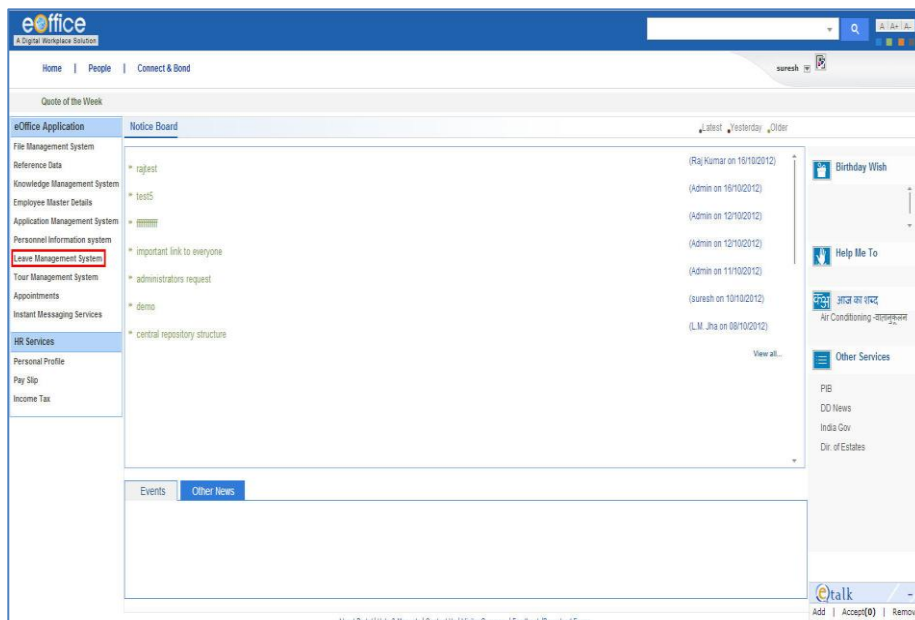 eOffice
A Digital Workplace Solution
A A+ A-
Home | People | Connect & Bond
suresh
Quote of the Week
eOffice Application
File Management System
Reference Data
Knowledge Management System
Employee Master Details
Application Management System
Personnel Information system
Leave Management System
Tour Management System
Appointments
Instant Messaging Services
HR Services
Personal Profile
Pay Slip
Income Tax
Notice Board
Latest Yesterday Older
rajtest (Raj Kumar on 16/10/2012)
test5 (Admin on 16/10/2012)
(Admin on 12/10/2012)
important link to everyone (Admin on 12/10/2012)
administrators request (Admin on 11/10/2012)
demo (suresh on 10/10/2012)
central repository structure (L.M. Jha on 08/10/2012)
View all...
Events Other News
Birthday Wish
Help Me To
आज का शब्द
Air Conditioning -वातानुकूलन
Other Services
PIB
DD News
India Gov
Dir. of Estates
etalk -
Add | Accept(0) | Remov